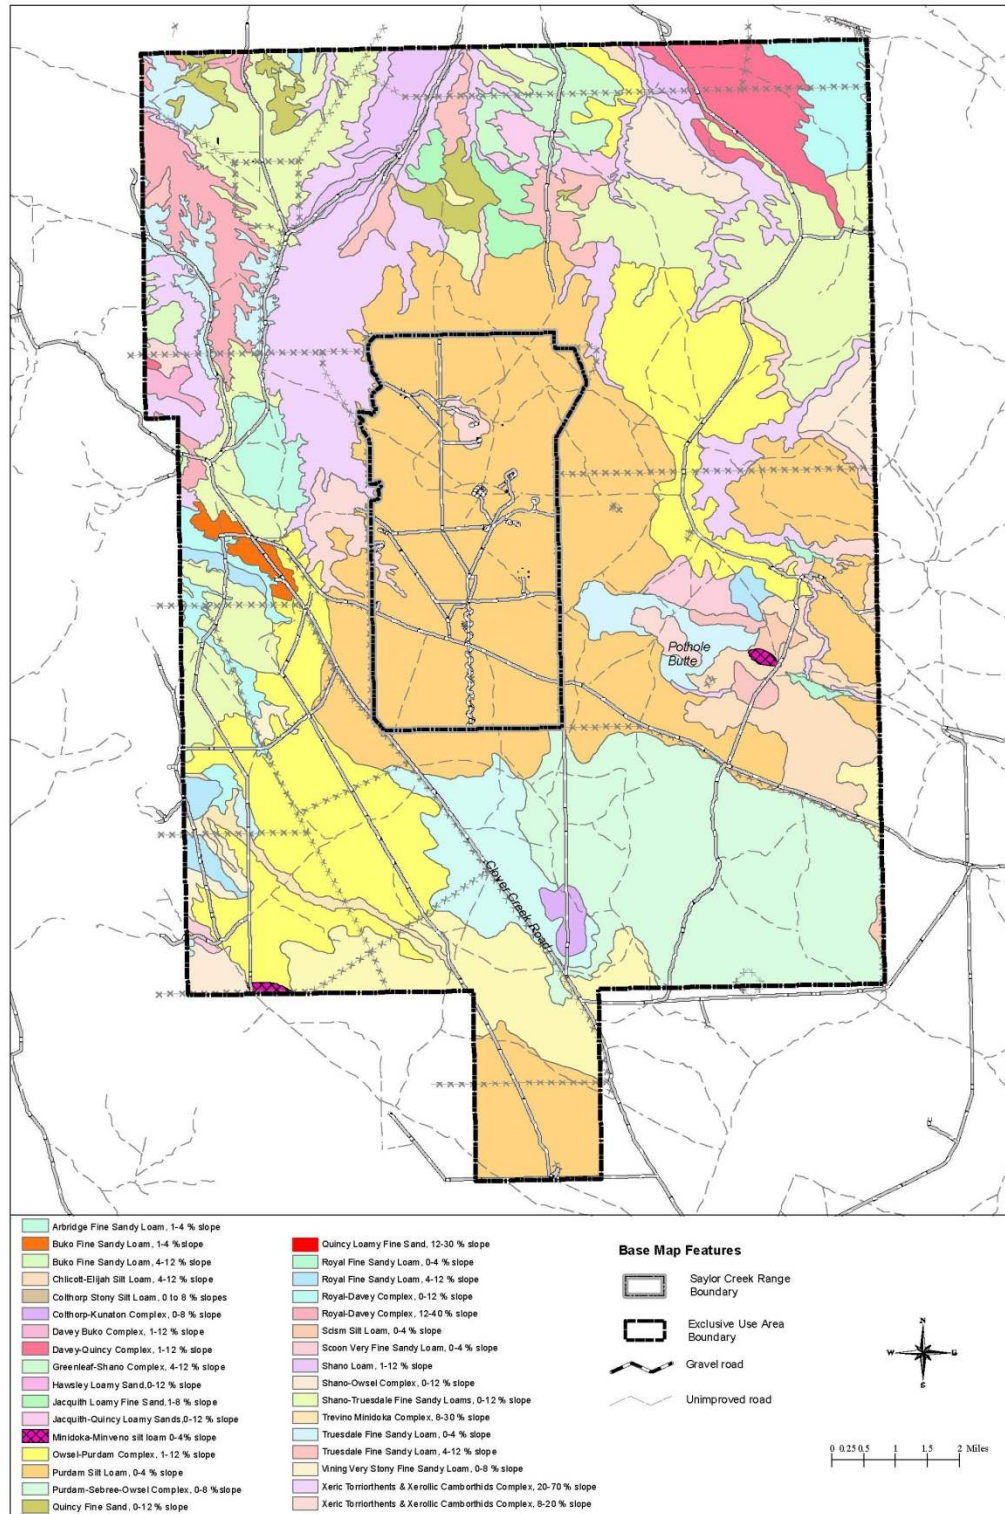 Pothole
Butte
Clover Creek Road
Arbridge Fine Sandy Loam, 1-4 % slope
Buko Fine Sandy Loam, 1-4 %slope
Buko Fine Sandy Loam, 4-12 % slope
Chlicott-Elijah Silt Loam, 4-12 % slope
Colthorp Stony Silt Loam, 0 to 8 % slopes
Colthorp-Kunaton Complex, 0-8 % slope
Davey Buko Complex, 1-12 % slope
Davey-Quincy Complex, 1-12 % slope
Greenleaf-Shano Complex, 4-12% slope
Hawsley Loamy Sand,0-12 % slope
Jacquith Loamy Fine Sand,1-8 % slope
Jacquith-Quincy Loamy Sands,0-12 % slope
Minidoka-Minveno silt loam 0-4% slope
Owsel-Purdam Complex, 1-12 % slope
Purdam Silt Loam, 0-4 % slope
Purdam-Sebree-Owsel Complex, 0-8 % slope
Quincy Fine Sand, 0-12 % slope
Quincy Loamy Fine Sand, 12-30 % slope
Royal Fine Sandy Loam, 0-4 % slope
Royal Fine Sandy Loam, 4-12 % slope
Royal-Davey Complex, 0-12 % slope
Royal-Davey Complex, 12-40 % slope
Scism Silt Loam, 0-4 % slope
Scoon Very Fine Sandy Loam, 0-4 % slope
Shano Loam, 1-12 % slope
Shano-Owsel Complex, 0-12 % slope
Shano-Truesdale Fine Sandy Loams, 0-12% slope
Trevino Minidoka Complex, 8-30 % slope
Truesdale Fine Sandy Loam, 0-4% slope
Truesdale Fine Sandy Loam, 4-12 % slope
Vining Very Stony Fine Sandy Loam, 0-8 % slope
Xeric Torriorthents & Xerollic Camborthids Complex, 20-70 % slope
Xeric Torriorthents & Xerollic Camborthids Complex, 8-20 % slope
Base Map Features
Saylor Creek Range
Boundary
Exclusive Use Area
Boundary
Gravel road
Unimproved road
N
W E
S
0 0.25 0.5 1 1.5 2 Miles